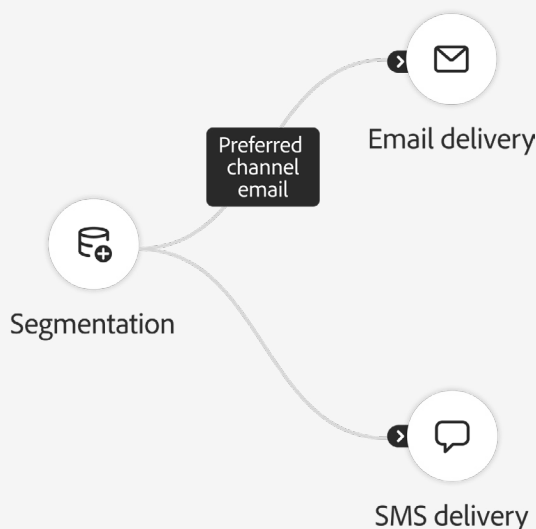 Email delivery
Preferred
channel
email
Segmentation
SMS delivery